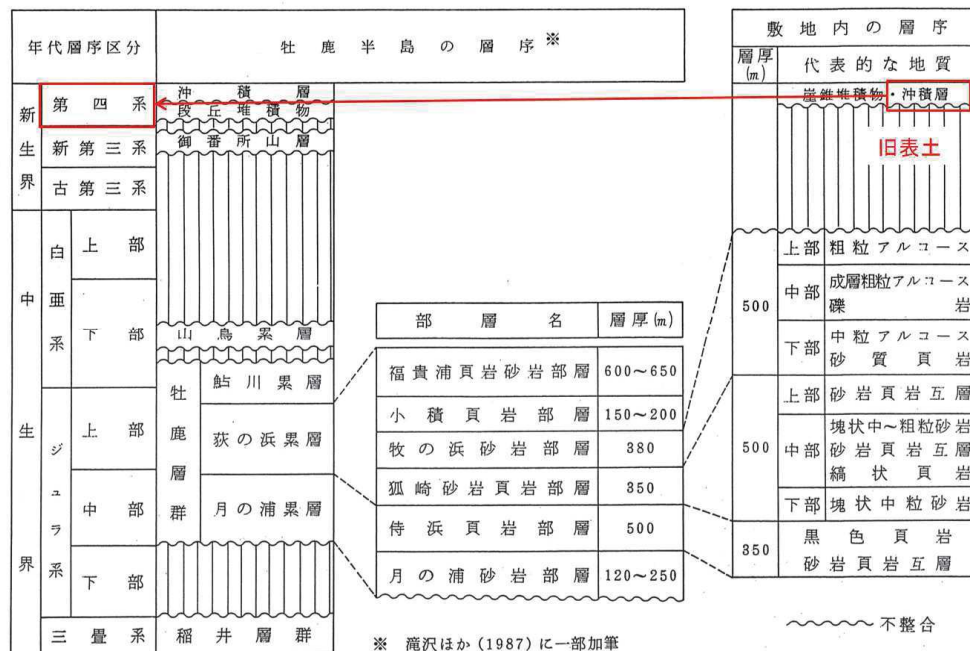 年代層序区分
牡鹿半島の層序※
敷地内の層序
層厚(m)
代表的な地質
新生界
第四系
新第三系
古第三系
中生界
白亜系
上部
下部
ジュラ系
上部
中部
下部
三畳系
沖積層
段丘堆積物
御番所山層
山鳥累層
牡鹿層群
鮎川累層
荻の浜累層
月の浦累層
稲井層群
部層名
層厚(m)
福貴浦頁岩砂岩部層 600~650
小積頁岩部層 150~200
牧の浜砂岩部層 380
狐崎砂岩頁岩部層 350
侍浜頁岩部層 500
月の浦砂岩部層 120~250
※ 滝沢ほか(1987)に一部加筆
崖錐堆積物・沖積層
旧表土
500
上部 粗粒アルコース
中部 成層粗粒アルコース
礫岩
下部 中粒アルコース
砂質頁岩
500
上部 砂岩頁岩互層
中部 塊状中~粗粒砂岩
砂岩頁岩互層
縞状頁岩
下部 塊状中粒砂岩
350
黒色頁岩
砂岩頁岩互層
不整合